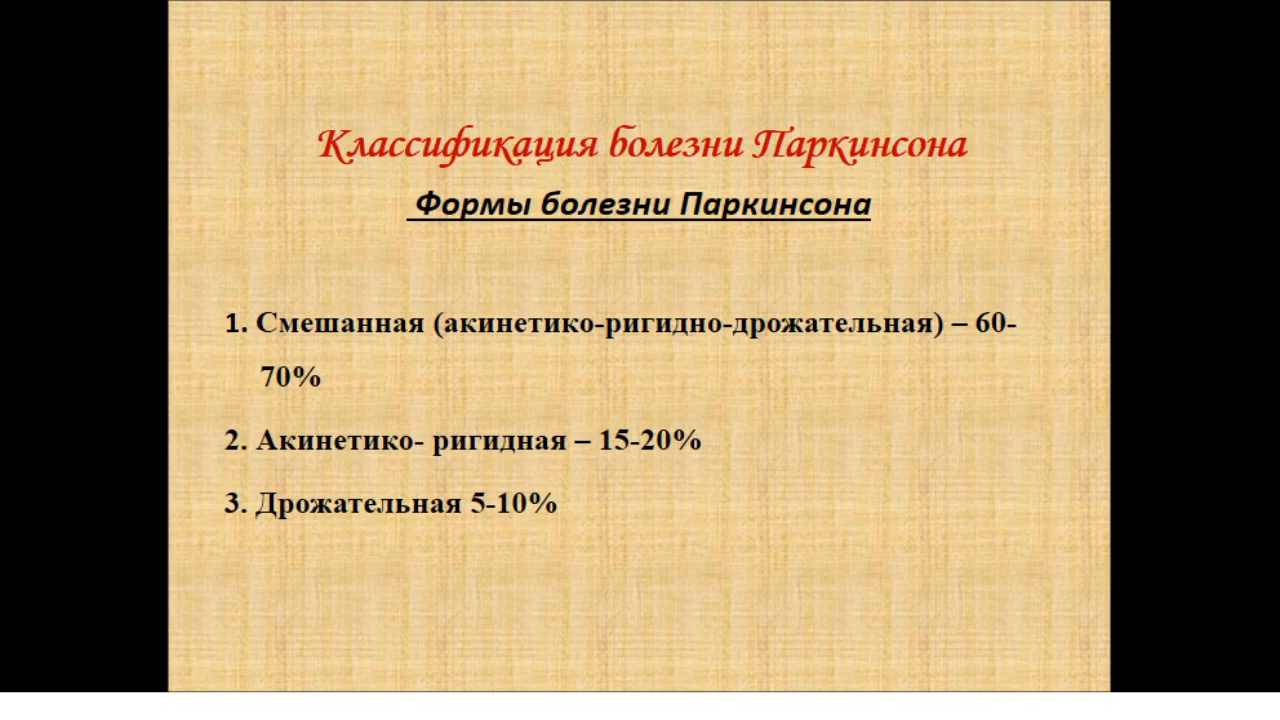 Классификация болезни Паркинсона
Формы болезни Паркинсона
1. Смешанная (акинетико-ригидно-дрожательная) – 60-
70%
2. Акинетико- ригидная – 15-20%
3. Дрожательная 5-10%